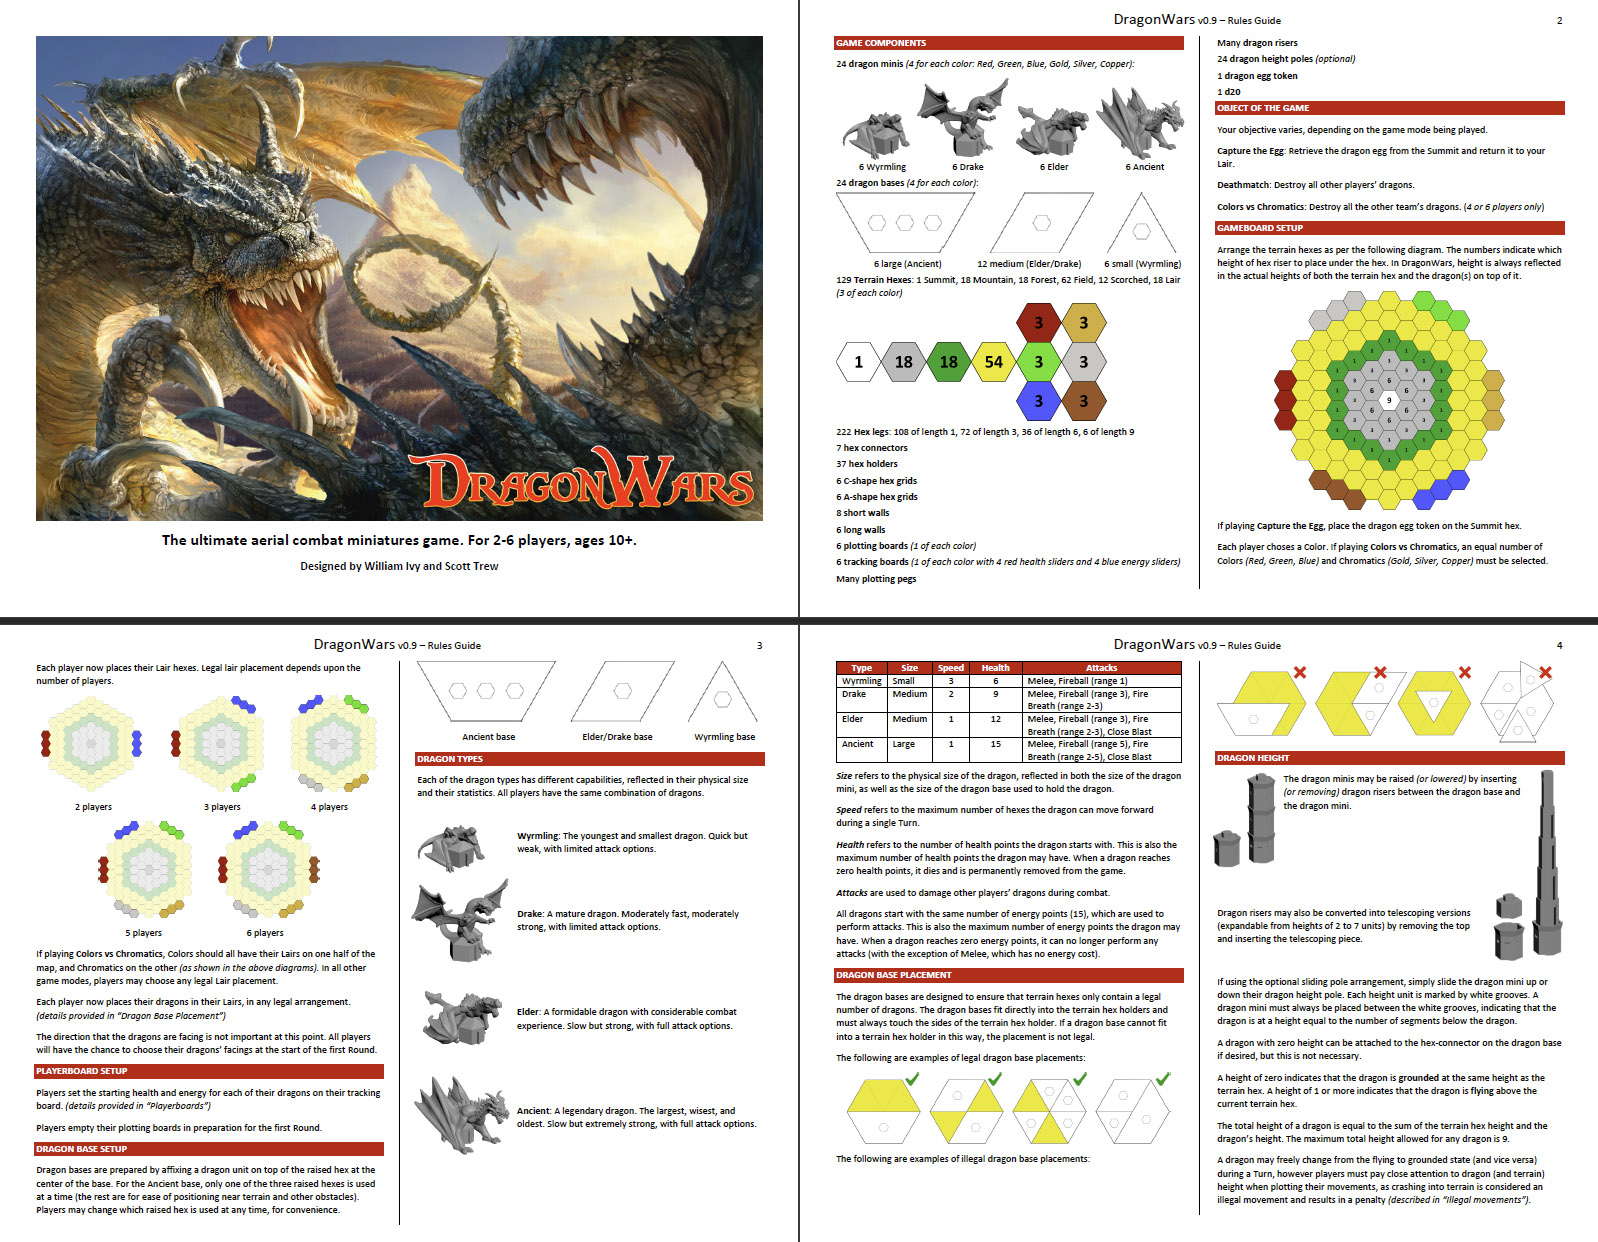 DRAGONWARS
The ultimate aerial combat miniatures game. For 2-6 players, ages 10+.
Designed by William Ivy and Scott Trew
DragonWars v0.9 – Rules Guide
2
GAME COMPONENTS
24 dragon minis (4 for each color: Red, Green, Blue, Gold, Silver, Copper):
6 Wyrmling
6 Drake
6 Elder
6 Ancient
24 dragon bases (4 for each color):
6 large (Ancient)
12 medium (Elder/Drake)
6 small (Wyrmling)
129 Terrain Hexes: 1 Summit, 18 Mountain, 18 Forest, 62 Field, 12 Scorched, 18 Lair
(3 of each color)
3 3
1 18 18 54 3 3
3 3
222 Hex legs: 108 of length 1, 72 of length 3, 36 of length 6, 6 of length 9
7 hex connectors
37 hex holders
6 C-shape hex grids
6 A-shape hex grids
8 short walls
6 long walls
6 plotting boards (1 of each color)
6 tracking boards (1 of each color with 4 red health sliders and 4 blue energy sliders)
Many plotting pegs
Many dragon risers
24 dragon height poles (optional)
1 dragon egg token
1 d20
OBJECT OF THE GAME
Your objective varies, depending on the game mode being played.
Capture the Egg: Retrieve the dragon egg from the Summit and return it to your
Lair.
Deathmatch: Destroy all other players' dragons.
Colors vs Chromatics: Destroy all the other team's dragons. (4 or 6 players only)
GAMEBOARD SETUP
Arrange the terrain hexes as per the following diagram. The numbers indicate which
height of hex riser to place under the hex. In DragonWars, height is always reflected
in the actual heights of both the terrain hex and the dragon(s) on top of it.
6
6 6
9
6 6
6
If playing Capture the Egg, place the dragon egg token on the Summit hex.
Each player choses a Color. If playing Colors vs Chromatics, an equal number of
Colors (Red, Green, Blue) and Chromatics (Gold, Silver, Copper) must be selected.
DragonWars v0.9 – Rules Guide
3
Each player now places their Lair hexes. Legal lair placement depends upon the
number of players.
2 players
3 players
4 players
5 players
6 players
If playing Colors vs Chromatics, Colors should all have their Lairs on one half of the
map, and Chromatics on the other (as shown in the above diagrams). In all other
game modes, players may choose any legal Lair placement.
Each player now places their dragons in their Lairs, in any legal arrangement.
(details provided in "Dragon Base Placement")
The direction that the dragons are facing is not important at this point. All players
will have the chance to choose their dragons' facings at the start of the first Round.
PLAYERBOARD SETUP
Players set the starting health and energy for each of their dragons on their tracking
board. (details provided in "Playerboards")
Players empty their plotting boards in preparation for the first Round.
DRAGON BASE SETUP
Dragon bases are prepared by affixing a dragon unit on top of the raised hex at the
center of the base. For the Ancient base, only one of the three raised hexes is used
at a time (the rest are for ease of positioning near terrain and other obstacles).
Players may change which raised hex is used at any time, for convenience.
Ancient base
Elder/Drake base
Wyrmling base
DRAGON TYPES
Each of the dragon types has different capabilities, reflected in their physical size
and their statistics. All players have the same combination of dragons.
Wyrmling: The youngest and smallest dragon. Quick but
weak, with limited attack options.
Drake: A mature dragon. Moderately fast, moderately
strong, with limited attack options.
Elder: A formidable dragon with considerable combat
experience. Slow but strong, with full attack options.
Ancient: A legendary dragon. The largest, wisest, and
oldest. Slow but extremely strong, with full attack options.
DragonWars v0.9 – Rules Guide
4
Type Size Speed Health Attacks
Wyrmling Small 3 6 Melee, Fireball (range 1)
Drake Medium 2 9 Melee, Fireball (range 3), Fire
Breath (range 2-3)
Elder Medium 1 12 Melee, Fireball (range 3), Fire
Breath (range 2-3), Close Blast
Ancient Large 1 15 Melee, Fireball (range 5), Fire
Breath (range 2-5), Close Blast
Size refers to the physical size of the dragon, reflected in both the size of the dragon
mini, as well as the size of the dragon base used to hold the dragon.
Speed refers to the maximum number of hexes the dragon can move forward
during a single Turn.
Health refers to the number of health points the dragon starts with. This is also the
maximum number of health points the dragon may have. When a dragon reaches
zero health points, it dies and is permanently removed from the game.
Attacks are used to damage other players' dragons during combat.
All dragons start with the same number of energy points (15), which are used to
perform attacks. This is also the maximum number of energy points the dragon may
have. When a dragon reaches zero energy points, it can no longer perform any
attacks (with the exception of Melee, which has no energy cost).
DRAGON BASE PLACEMENT
The dragon bases are designed to ensure that terrain hexes only contain a legal
number of dragons. The dragon bases fit directly into the terrain hex holders and
must always touch the sides of the terrain hex holder. If a dragon base cannot fit
into a terrain hex holder in this way, the placement is not legal.
The following are examples of legal dragon base placements:
The following are examples of illegal dragon base placements:
DRAGON HEIGHT
The dragon minis may be raised (or lowered) by inserting
(or removing) dragon risers between the dragon base and
the dragon mini.
Dragon risers may also be converted into telescoping versions
(expandable from heights of 2 to 7 units) by removing the top
and inserting the telescoping piece.
If using the optional sliding pole arrangement, simply slide the dragon mini up or
down their dragon height pole. Each height unit is marked by white grooves. A
dragon mini must always be placed between the white grooves, indicating that the
dragon is at a height equal to the number of segments below the dragon.
A dragon with zero height can be attached to the hex-connector on the dragon base
if desired, but this is not necessary.
A height of zero indicates that the dragon is grounded at the same height as the
terrain hex. A height of 1 or more indicates that the dragon is flying above the
current terrain hex.
The total height of a dragon is equal to the sum of the terrain hex height and the
dragon's height. The maximum total height allowed for any dragon is 9.
A dragon may freely change from the flying to grounded state (and vice versa)
during a Turn, however players must pay close attention to dragon (and terrain)
height when plotting their movements, as crashing into terrain is considered an
illegal movement and results in a penalty (described in "Illegal movements").